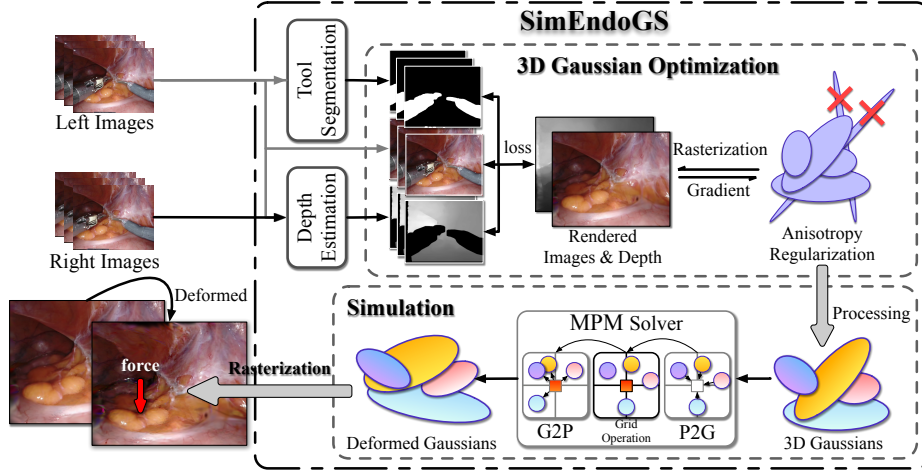 SimEndoGS
Left Images
Tool
Segmentation
3D Gaussian Optimization
loss
Rasterization
Gradient
Right Images
Depth
Estimation
Rendered
Images & Depth
Anisotropy
Regularization
Deformed
Simulation
Processing
MPM Solver
force
Rasterization
G2P
Grid
Operation
P2G
Deformed Gaussians
3D Gaussians